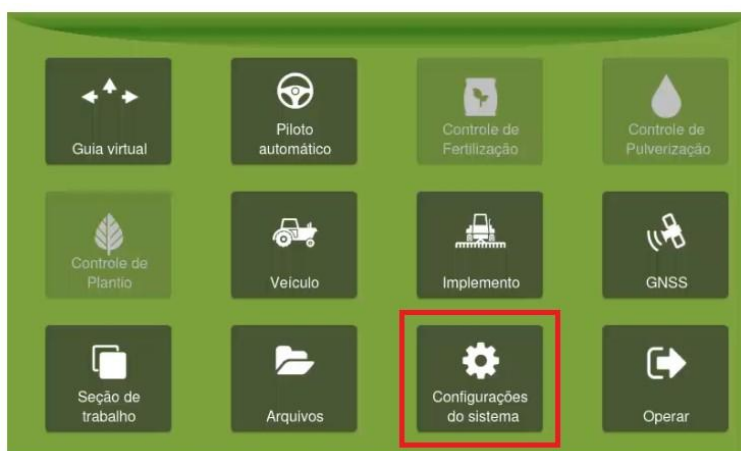 Guia virtual
Piloto
automático
Controle de
Fertilização
Controle de
Pulverização
Controle de
Plantio
Veículo
Implemento
GNSS
Seção de
trabalho
Arquivos
Configurações
do sistema
Operar